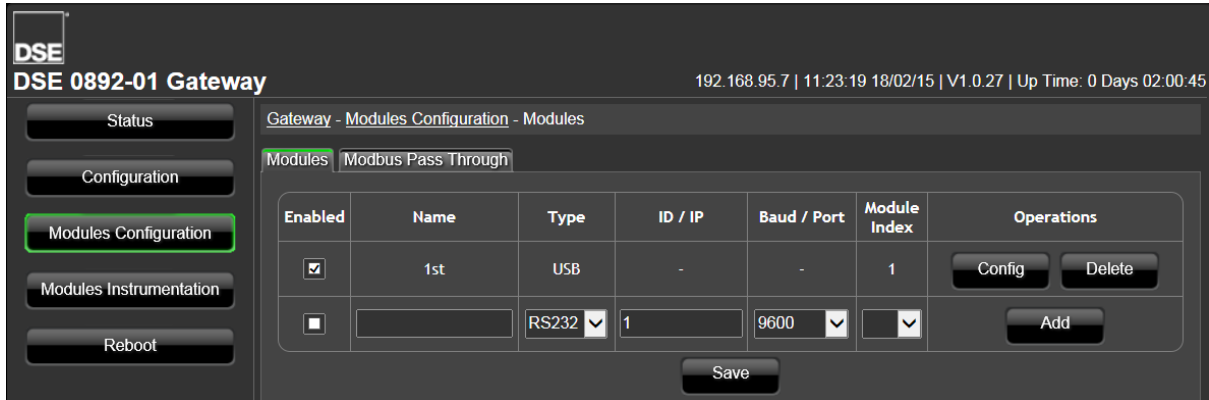 DSE
DSE 0892-01 Gateway
192.168.95.7 | 11:23:19 18/02/15 | V1.0.27 | Up Time: 0 Days 02:00:45
Status
Configuration
Modules Configuration
Modules Instrumentation
Reboot
Gateway - Modules Configuration - Modules
Modules Modbus Pass Through
Enabled Name Type ID / IP Baud / Port Module Index Operations
1st USB - - 1 Config Delete
RS232 1 9600 Add
Save